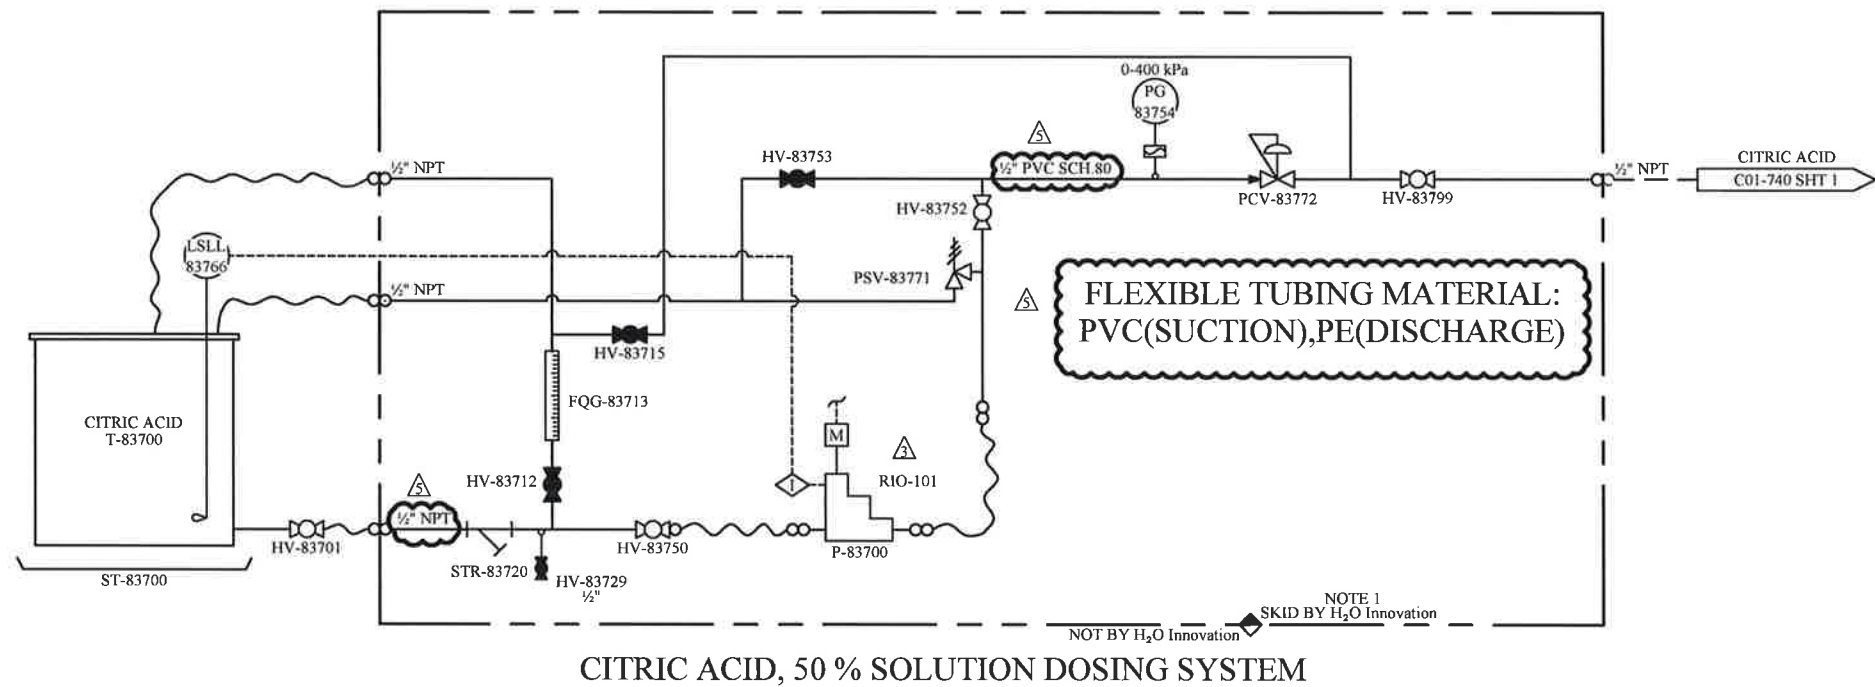 0-400 kPa
PG
83754
5
½" NPT
HV-83753
½" PVC SCH.80
½" NPT
CITRIC ACID
C01-740 SHT 1
HV-83752
PCV-83772
HV-83799
LSLL
83766
PSV-83771
½" NPT
5
FLEXIBLE TUBING MATERIAL:
PVC(SUCTION),PE(DISCHARGE)
HV-83715
FQG-83713
CITRIC ACID
T-83700
M
3
RIO-101
HV-83712
I
5
½" NPT
HV-83701
HV-83750
P-83700
STR-83720
HV-83729
½"
ST-83700
NOTE 1
SKID BY H₂O Innovation
NOT BY H₂O Innovation
CITRIC ACID, 50 % SOLUTION DOSING SYSTEM